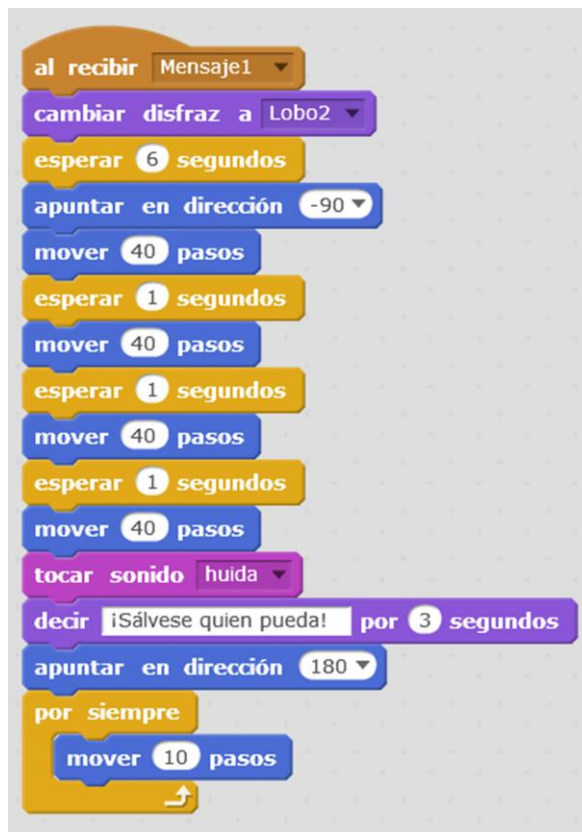 al recibir Mensaje1
cambiar disfraz a Lobo2
esperar 6 segundos
apuntar en dirección -90
mover 40 pasos
esperar 1 segundos
mover 40 pasos
esperar 1 segundos
mover 40 pasos
esperar 1 segundos
mover 40 pasos
tocar sonido huida
decir ¡Sálvese quien pueda! por 3 segundos
apuntar en dirección 180
por siempre
mover 10 pasos